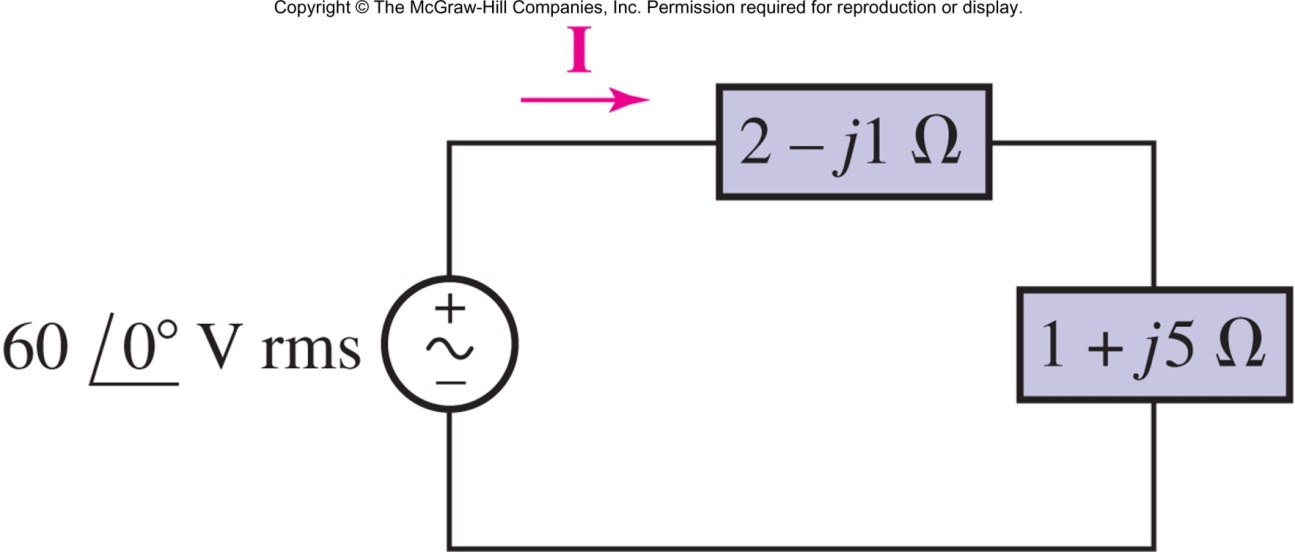 Copyright © The McGraw-Hill Companies, Inc. Permission required for reproduction or display.
I
2 – j1 Ω
60 /0° V rms
+
~
–
1 + j5 Ω